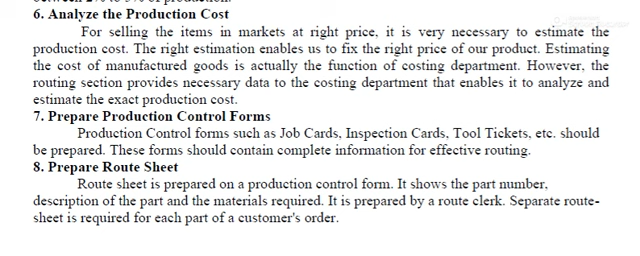 6. Analyze the Production Cost
For selling the items in markets at right price, it is very necessary to estimate the
production cost. The right estimation enables us to fix the right price of our product. Estimating
the cost of manufactured goods is actually the function of costing department. However, the
routing section provides necessary data to the costing department that enables it to analyze and
estimate the exact production cost.
7. Prepare Production Control Forms
Production Control forms such as Job Cards, Inspection Cards, Tool Tickets, etc. should
be prepared. These forms should contain complete information for effective routing.
8. Prepare Route Sheet
Route sheet is prepared on a production control form. It shows the part number,
description of the part and the materials required. It is prepared by a route clerk. Separate route-
sheet is required for each part of a customer's order.